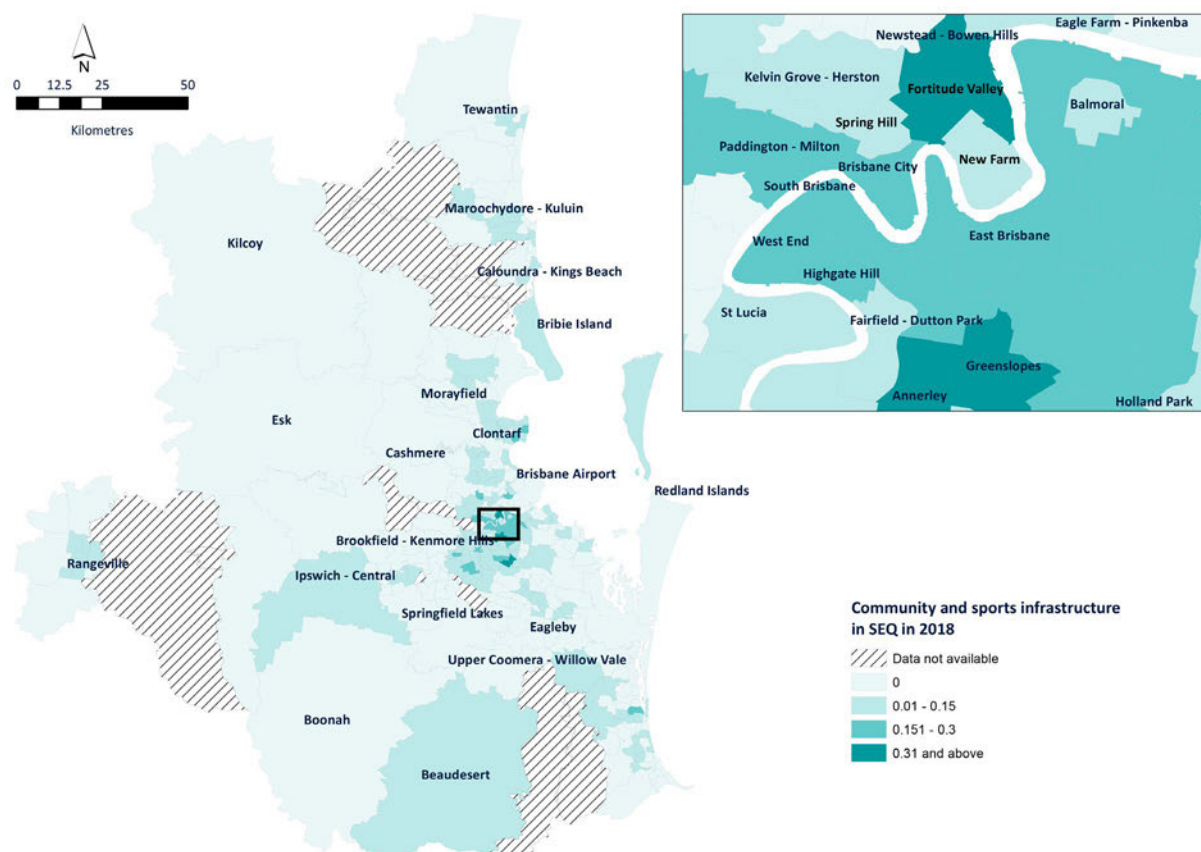 N
0 12.5 25 50
Kilometres
Tewantin
Maroochydore - Kuluin
Kilcoy
Caloundra - Kings Beach
Bribie Island
Morayfield
Esk
Clontarf
Cashmere
Brisbane Airport
Redland Islands
Brookfield - Kenmore Hills
Rangeville
Ipswich - Central
Springfield Lakes
Eagleby
Upper Coomera - Willow Vale
Boonah
Beaudesert
Eagle Farm - Pinkenba
Newstead - Bowen Hills
Kelvin Grove - Herston
Fortitude Valley
Balmoral
Spring Hill
Paddington - Milton
New Farm
Brisbane City
South Brisbane
East Brisbane
West End
Highgate Hill
St Lucia
Fairfield - Dutton Park
Greenslopes
Annerley
Holland Park
Community and sports infrastructure
in SEQ in 2018
Data not available
0
0.01 - 0.15
0.151 - 0.3
0.31 and above